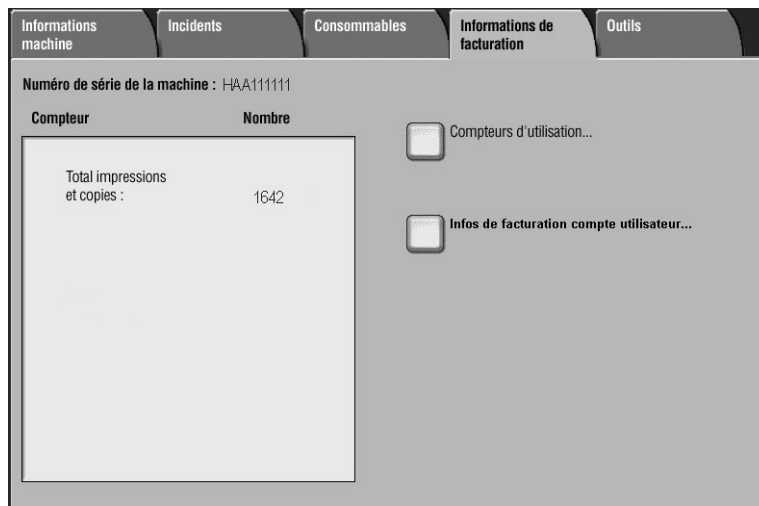 Informations machine
Incidents
Consommables
Informations de facturation
Outils
Numéro de série de la machine : HAA111111
Compteur
Nombre
Total impressions
et copies :
1642
Compteurs d'utilisation...
Infos de facturation compte utilisateur...